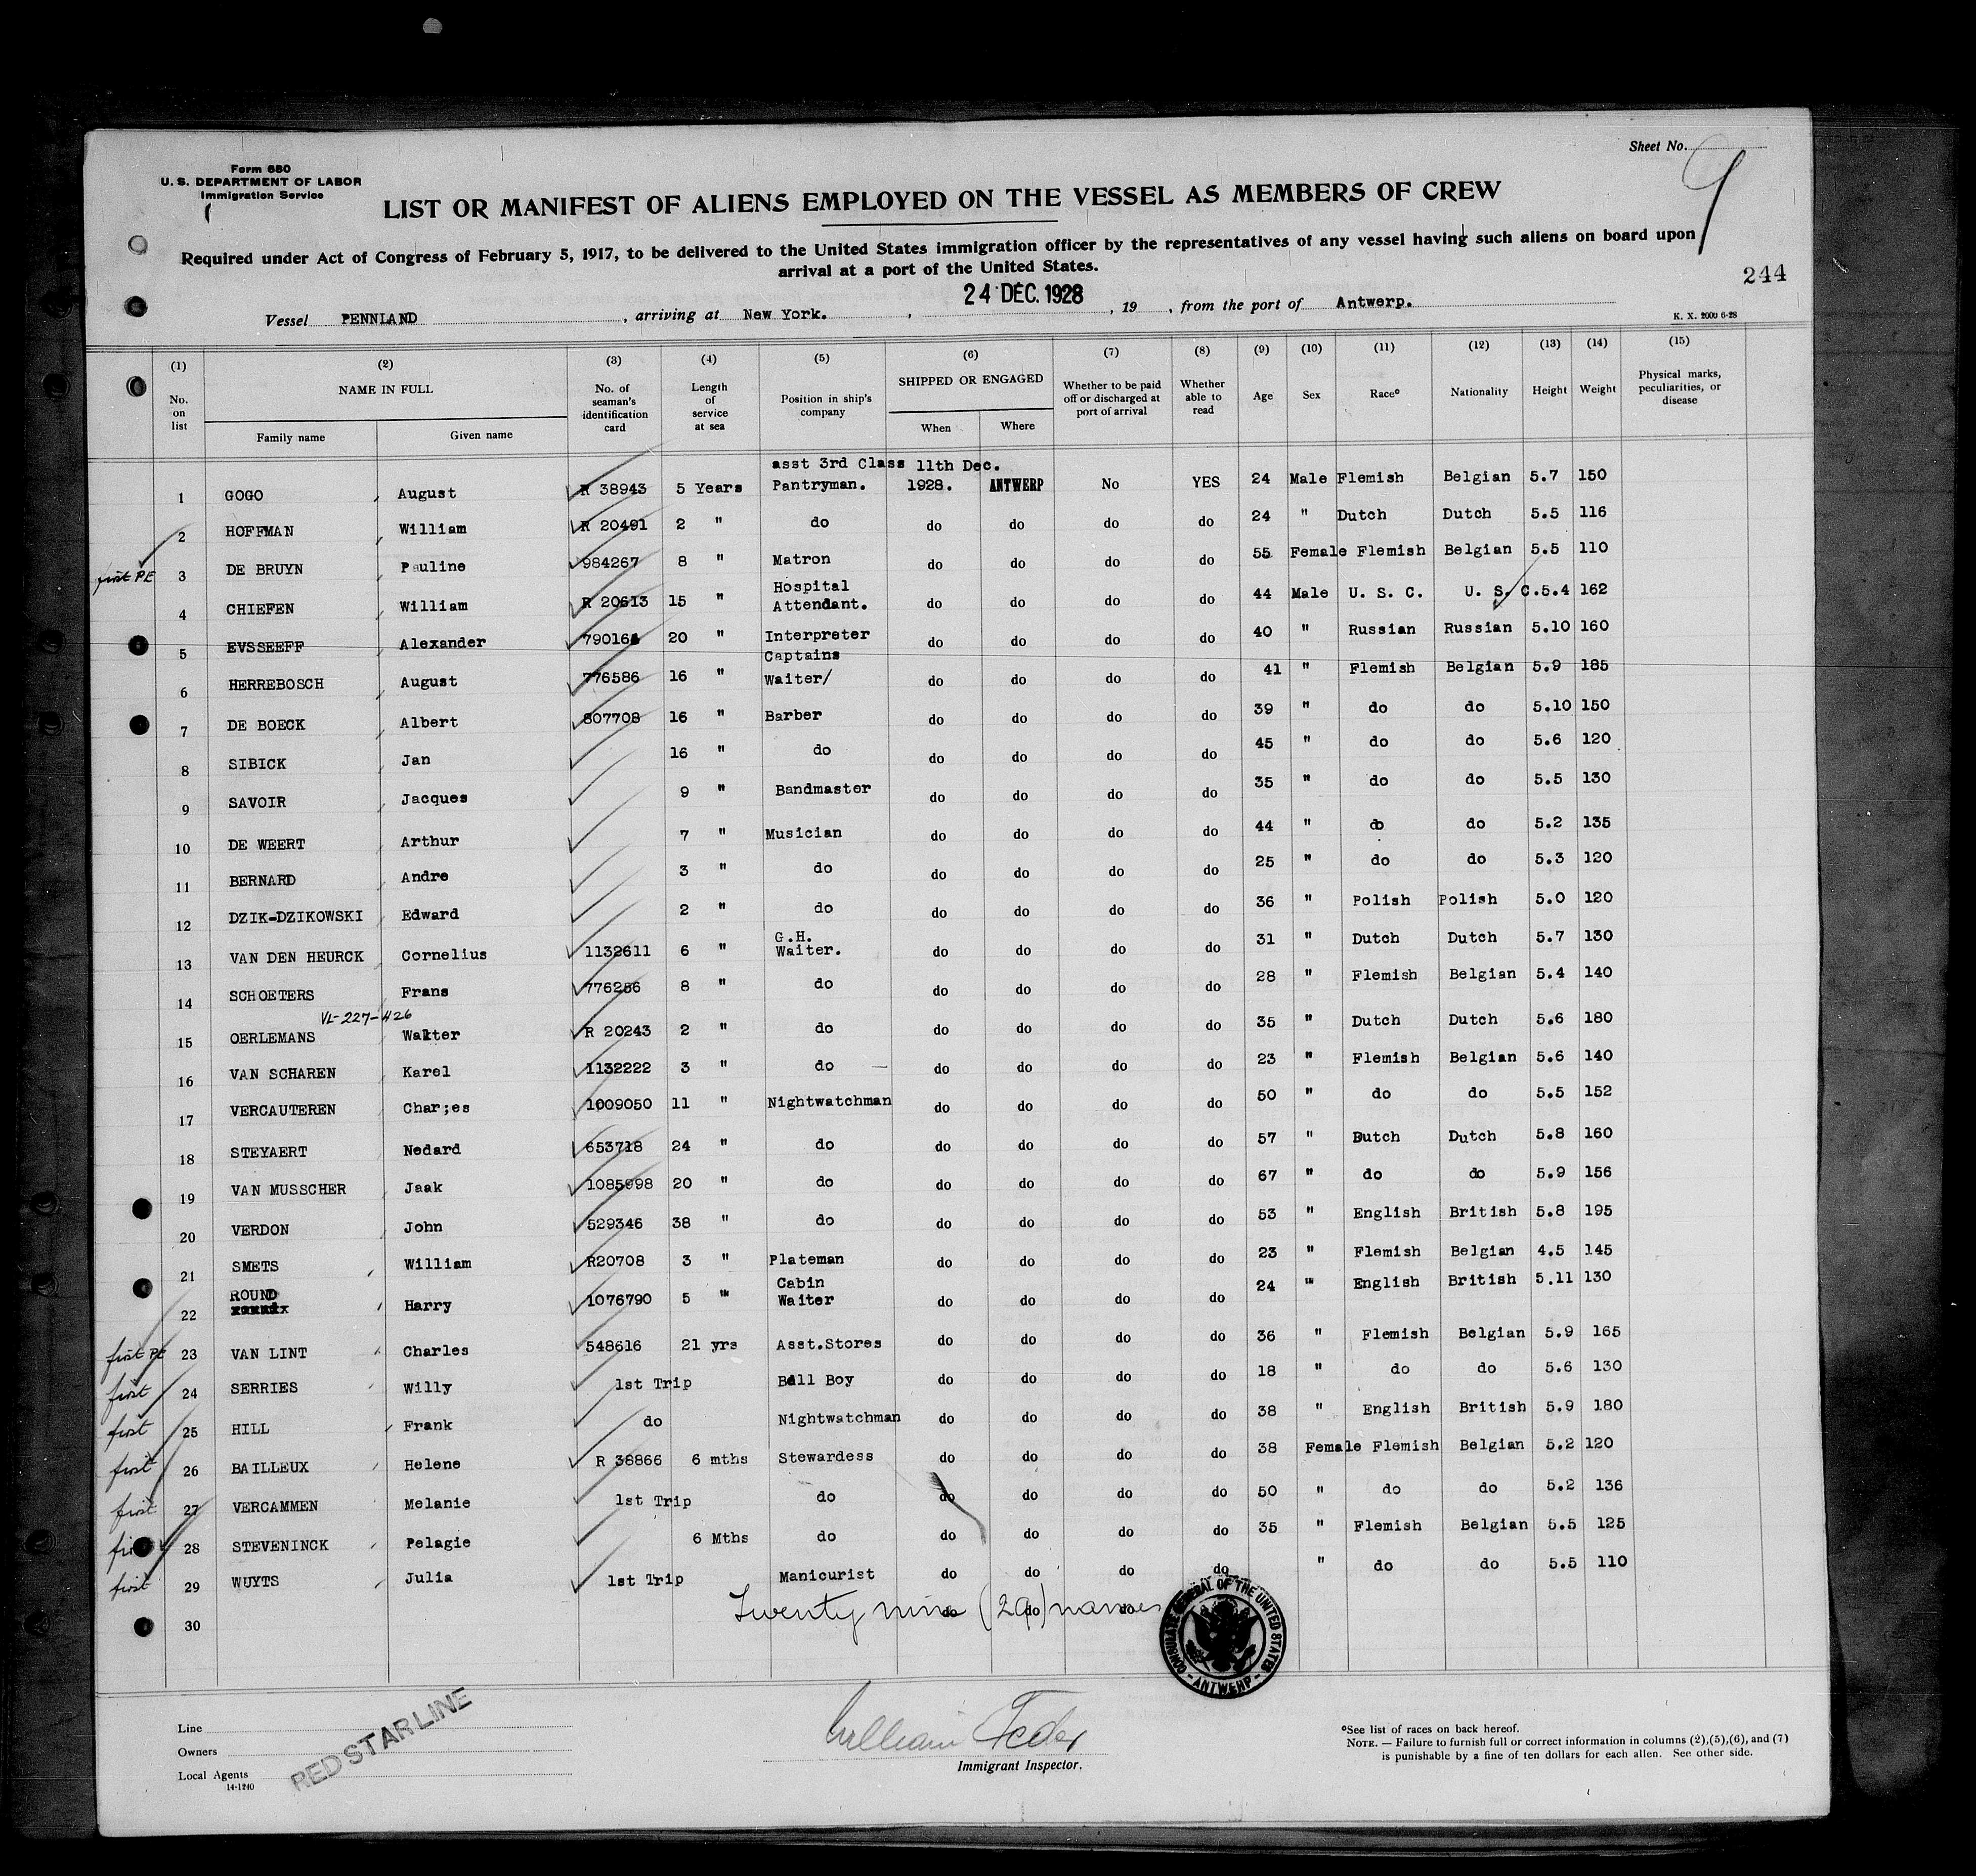 Form 680
U. S. DEPARTMENT OF LABOR
Immigration Service
Sheet No. 9
LIST OR MANIFEST OF ALIENS EMPLOYED ON THE VESSEL AS MEMBERS OF CREW
Required under Act of Congress of February 5, 1917, to be delivered to the United States immigration officer by the representatives of any vessel having such aliens on board upon
arrival at a port of the United States.
244
Vessel PENNLAND, arriving at New York., 24 DEC. 1928, 19 , from the port of Antwerp.
K. X. 2000 6-28
(1) (2) (3) (4) (5) (6) (7) (8) (9) (10) (11) (12) (13) (14) (15)
No. on list NAME IN FULL Family name Given name No. of seaman's identification card Length of service at sea Position in ship's company SHIPPED OR ENGAGED When Where Whether to be paid off or discharged at port of arrival Whether able to read Age Sex Race* Nationality Height Weight Physical marks, peculiarities, or disease
1 GOGO August R 38943 5 Years asst 3rd Class Pantryman. 11th Dec. 1928. ANTWERP No YES 24 Male Flemish Belgian 5.7 150
2 HOFFMAN William R 20491 2 " do do do do do 24 " Dutch Dutch 5.5 116
first PE 3 DE BRUYN Pauline 984267 8 " Matron do do do do 55 Female Flemish Belgian 5.5 110
4 CHIEFEN William R 20613 15 " Hospital Attendant. do do do do 44 Male U. S. C. U. S. C. 5.4 162
5 EVSSEEFF Alexander 790164 20 " Interpreter do do do do 40 " Russian Russian 5.10 160
6 HERREBOSCH August 776586 16 " Captains Waiter/ do do do do 41 " Flemish Belgian 5.9 185
7 DE BOECK Albert 807708 16 " Barber do do do do 39 " do do 5.10 150
8 SIBICK Jan 16 " do do do do do 45 " do do 5.6 120
9 SAVOIR Jacques 9 " Bandmaster do do do do 35 " do do 5.5 130
10 DE WEERT Arthur 7 " Musician do do do do 44 " do do 5.2 135
11 BERNARD Andre 3 " do do do do do 25 " do do 5.3 120
12 DZIK-DZIKOWSKI Edward 2 " do do do do do 36 " Polish Polish 5.0 120
13 VAN DEN HEURCK Cornelius 1132611 6 " G.H. Waiter. do do do do 31 " Dutch Dutch 5.7 130
14 SCHOETERS Frans 776286 8 " do do do do do 28 " Flemish Belgian 5.4 140
VL-227-426
15 OERLEMANS Walter R 20243 2 " do do do do do 35 " Dutch Dutch 5.6 180
16 VAN SCHAREN Karel 1132222 3 " do do do do do 23 " Flemish Belgian 5.6 140
17 VERCAUTEREN Char;es 1009050 11 " Nightwatchman do do do do 50 " do do 5.5 152
18 STEYAERT Nedard 653718 24 " do do do do do 57 " Dutch Dutch 5.8 160
19 VAN MUSSCHER Jaak 1085998 20 " do do do do do 67 " do do 5.9 156
20 VERDON John 529346 38 " do do do do do 53 " English British 5.8 195
21 SMETS William R20708 3 " Plateman do do do do 23 " Flemish Belgian 4.5 145
22 ROUND Harry 1076790 5 " Cabin Waiter do do do do 24 " English British 5.11 130
first PE 23 VAN LINT Charles 548616 21 yrs Asst.Stores do do do do 36 " Flemish Belgian 5.9 165
first 24 SERRIES Willy 1st Trip Bell Boy do do do do 18 " do do 5.6 130
first 25 HILL Frank do Nightwatchman do do do do 38 " English British 5.9 180
first 26 BAILLEUX Helene R 38866 6 mths Stewardess do do do do 38 Female Flemish Belgian 5.2 120
first 27 VERCAMMEN Melanie 1st Trip do do do do do 50 " do do 5.2 136
first 28 STEVENINCK Pelagie 6 Mths do do do do do 35 " Flemish Belgian 5.5 125
first 29 WUYTS Julia 1st Trip Manicurist do do do do " do do 5.5 110
30 do do do
Twenty nine (29) names
CONSULATE GENERAL OF THE UNITED STATES - ANTWERP -
Line
Owners
Local Agents
14-1240
RED STAR LINE
William Feder
Immigrant Inspector.
*See list of races on back hereof.
NOTE. — Failure to furnish full or correct information in columns (2),(5),(6), and (7)
is punishable by a fine of ten dollars for each alien. See other side.